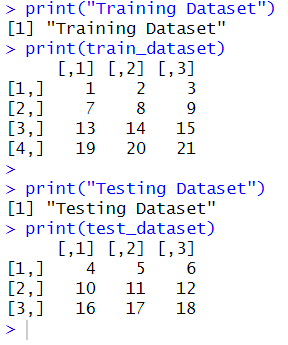 > print("Training Dataset")
[1] "Training Dataset"
> print(train_dataset)
     [,1] [,2] [,3]
[1,]    1    2    3
[2,]    7    8    9
[3,]   13   14   15
[4,]   19   20   21
>
> print("Testing Dataset")
[1] "Testing Dataset"
> print(test_dataset)
     [,1] [,2] [,3]
[1,]    4    5    6
[2,]   10   11   12
[3,]   16   17   18
>